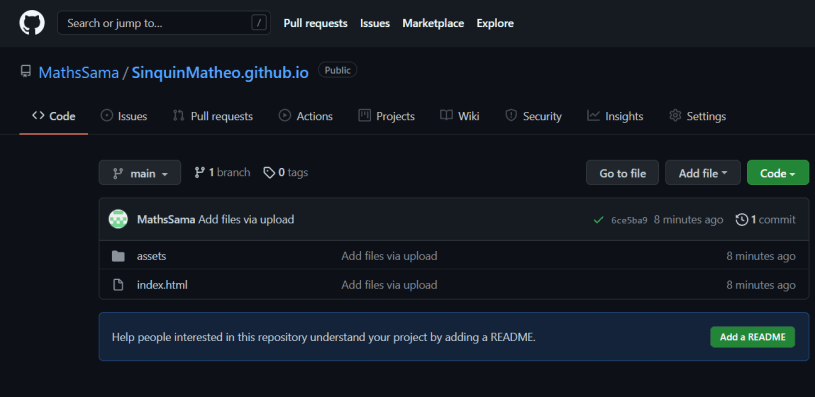 Search or jump to... / Pull requests Issues Marketplace Explore
MathsSama / SinquinMatheo.github.io Public
Code Issues Pull requests Actions Projects Wiki Security Insights Settings
main 1 branch 0 tags Go to file Add file Code
MathsSama Add files via upload 6ce5ba9 8 minutes ago 1 commit
assets Add files via upload 8 minutes ago
index.html Add files via upload 8 minutes ago
Help people interested in this repository understand your project by adding a README. Add a README